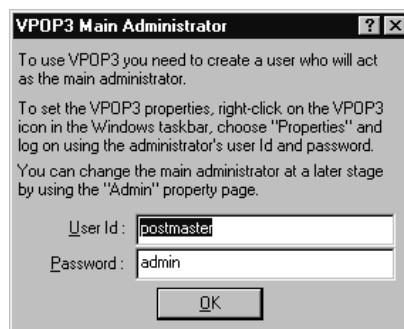 VPOP3 Main Administrator
To use VPOP3 you need to create a user who will act
as the main administrator.
To set the VPOP3 properties, right-click on the VPOP3
icon in the Windows taskbar, choose "Properties" and
log on using the administrator's user Id and password.
You can change the main administrator at a later stage
by using the "Admin" property page.
User Id : postmaster
Password : admin
OK